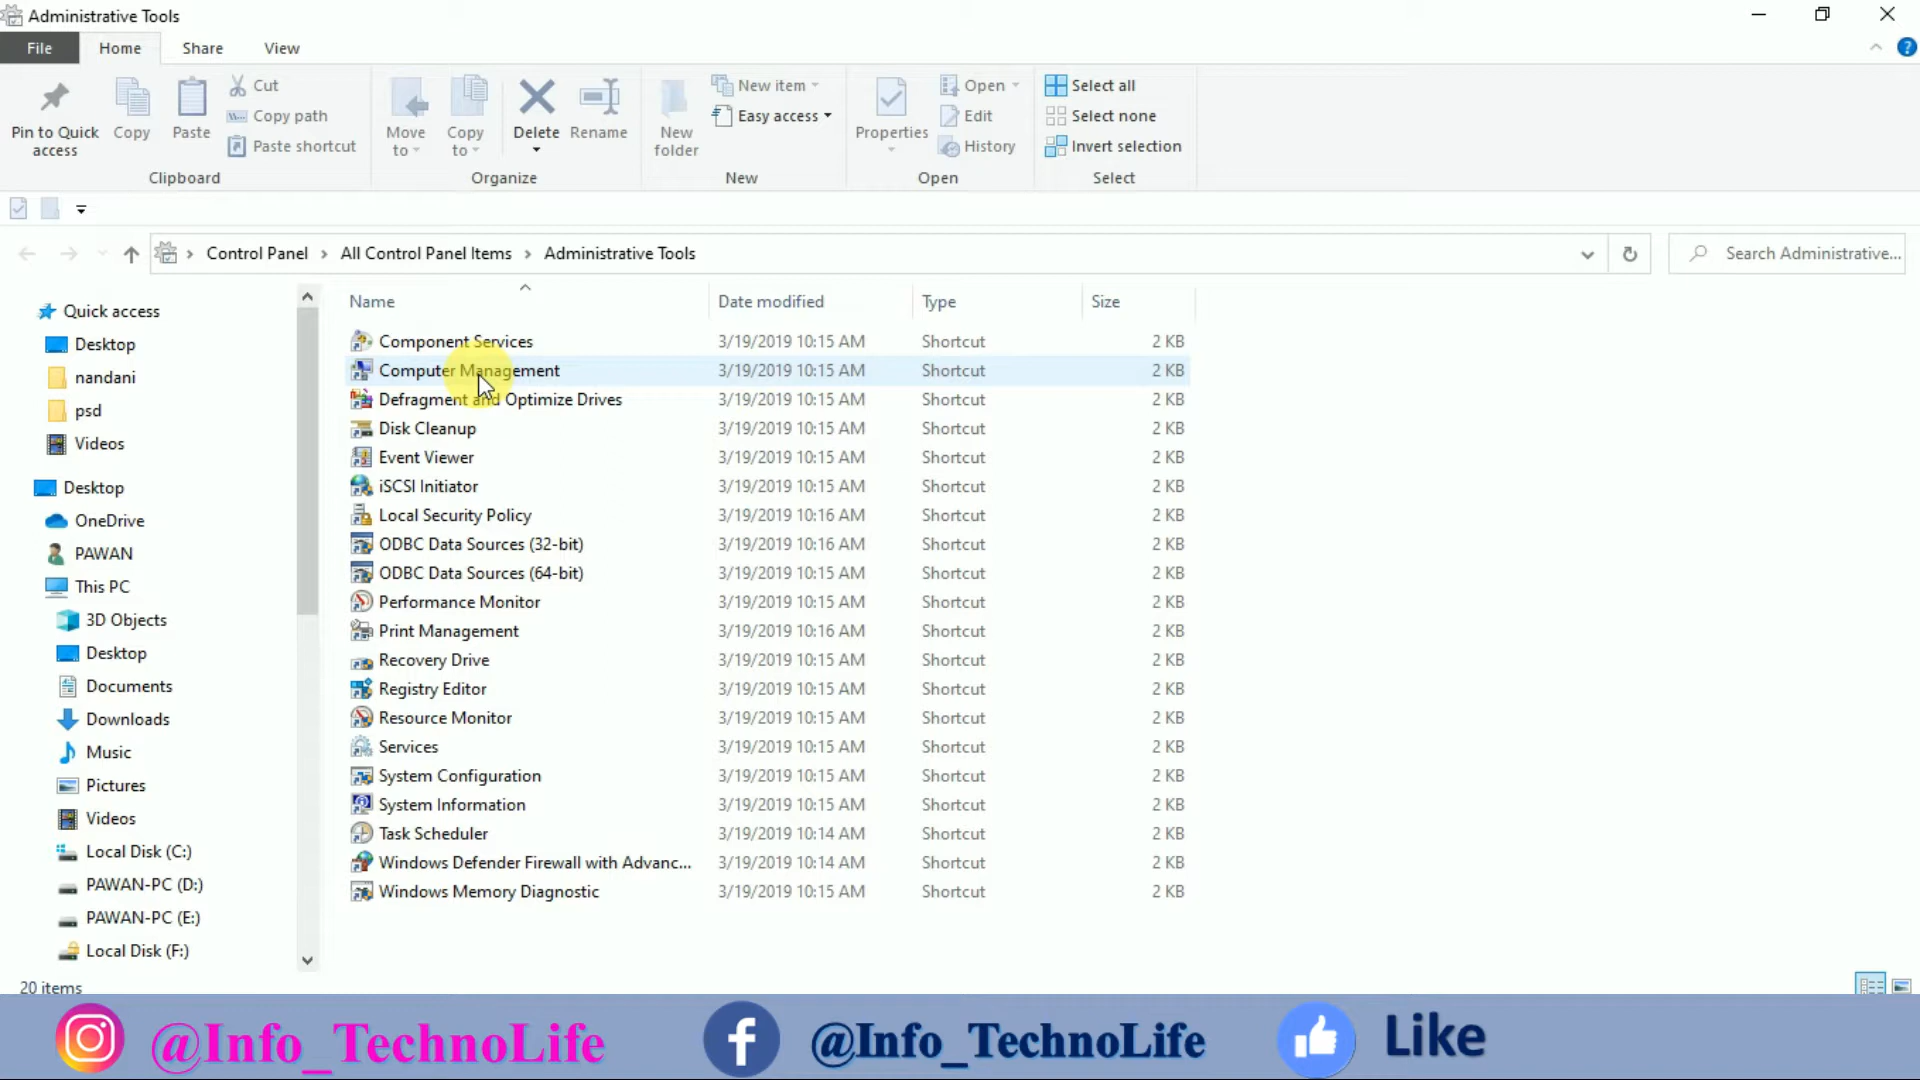 Administrative Tools
File Home Share View
Pin to Quick access
Copy
Paste
Cut
Copy path
Paste shortcut
Clipboard
Move to
Copy to
Delete
Rename
Organize
New folder
New item
Easy access
New
Properties
Open
Edit
History
Open
Select all
Select none
Invert selection
Select
Control Panel > All Control Panel Items > Administrative Tools
Search Administrative...
Quick access
Desktop
nandani
psd
Videos
Desktop
OneDrive
PAWAN
This PC
3D Objects
Desktop
Documents
Downloads
Music
Pictures
Videos
Local Disk (C:)
PAWAN-PC (D:)
PAWAN-PC (E:)
Local Disk (F:)
Name Date modified Type Size
Component Services 3/19/2019 10:15 AM Shortcut 2 KB
Computer Management 3/19/2019 10:15 AM Shortcut 2 KB
Defragment and Optimize Drives 3/19/2019 10:15 AM Shortcut 2 KB
Disk Cleanup 3/19/2019 10:15 AM Shortcut 2 KB
Event Viewer 3/19/2019 10:15 AM Shortcut 2 KB
iSCSI Initiator 3/19/2019 10:15 AM Shortcut 2 KB
Local Security Policy 3/19/2019 10:16 AM Shortcut 2 KB
ODBC Data Sources (32-bit) 3/19/2019 10:16 AM Shortcut 2 KB
ODBC Data Sources (64-bit) 3/19/2019 10:15 AM Shortcut 2 KB
Performance Monitor 3/19/2019 10:15 AM Shortcut 2 KB
Print Management 3/19/2019 10:16 AM Shortcut 2 KB
Recovery Drive 3/19/2019 10:15 AM Shortcut 2 KB
Registry Editor 3/19/2019 10:15 AM Shortcut 2 KB
Resource Monitor 3/19/2019 10:15 AM Shortcut 2 KB
Services 3/19/2019 10:15 AM Shortcut 2 KB
System Configuration 3/19/2019 10:15 AM Shortcut 2 KB
System Information 3/19/2019 10:15 AM Shortcut 2 KB
Task Scheduler 3/19/2019 10:14 AM Shortcut 2 KB
Windows Defender Firewall with Advanc... 3/19/2019 10:14 AM Shortcut 2 KB
Windows Memory Diagnostic 3/19/2019 10:15 AM Shortcut 2 KB
20 items
@Info_TechnoLife @Info_TechnoLife Like